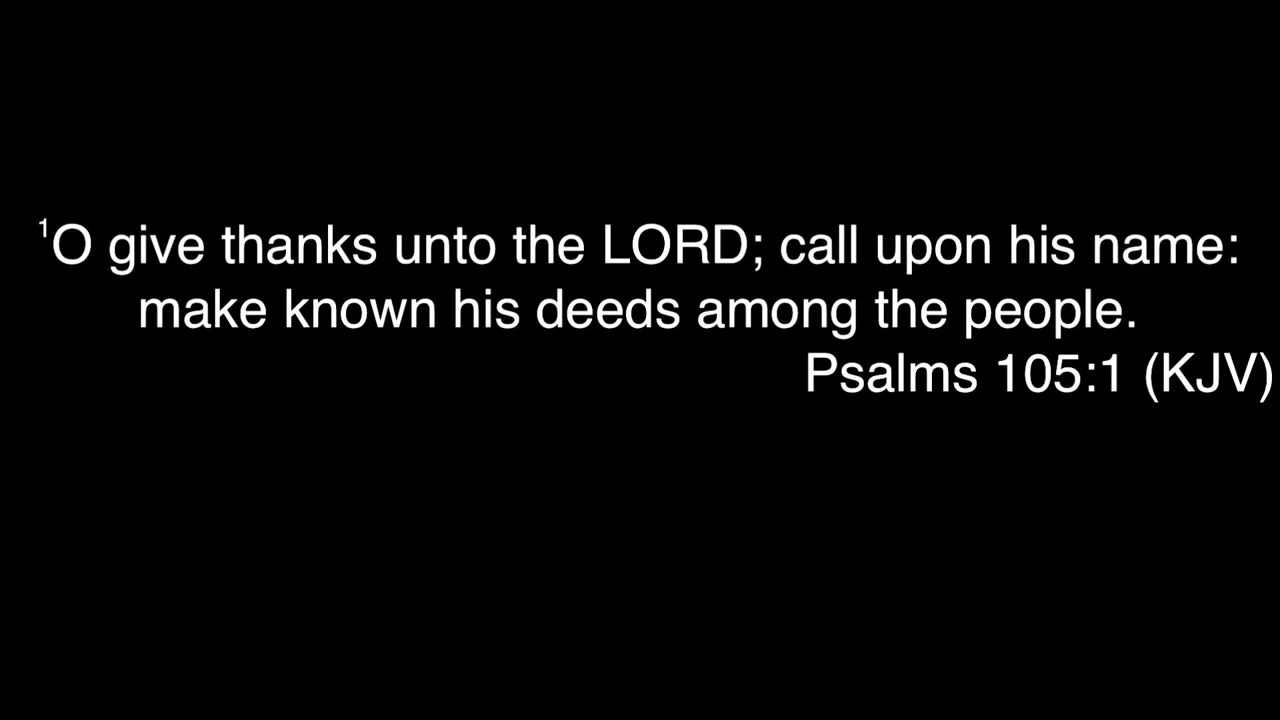 ¹O give thanks unto the LORD; call upon his name:
make known his deeds among the people.
Psalms 105:1 (KJV)